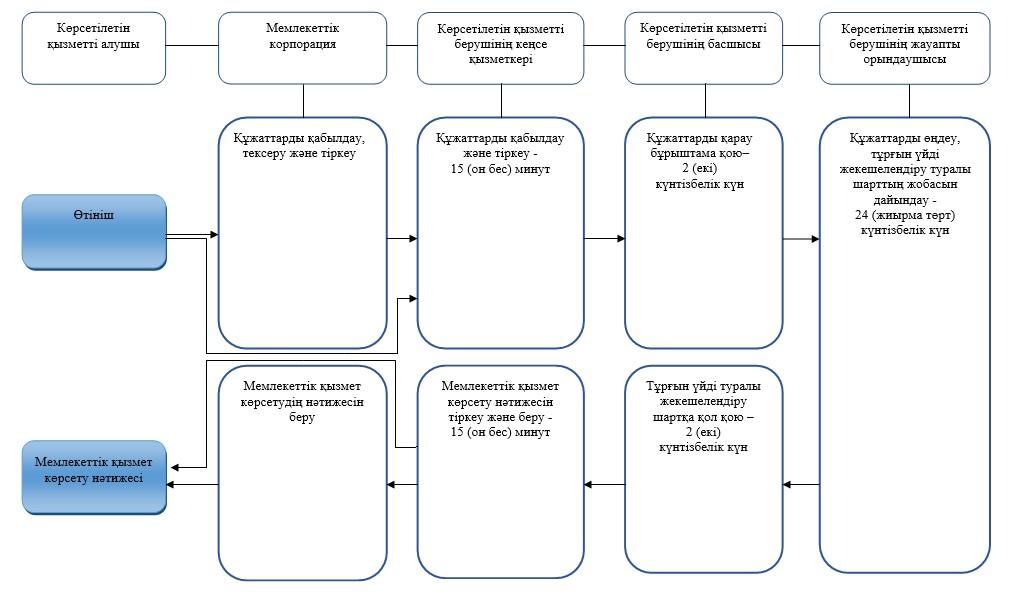 Көрсетілетін
қызметті алушы
Мемлекеттік
корпорация
Көрсетілетін қызметті
берушінің кеңсе
қызметкері
Көрсетілетін қызметті
берушінің басшысы
Көрсетілетін қызметті
берушінің жауапты
орындаушысы
Өтініш
Құжаттарды қабылдау,
тексеру және тіркеу
Құжаттарды қабылдау
және тіркеу -
15 (он бес) минут
Құжаттарды қарау
бұрыштама қою–
2 (екі)
күнтізбелік күн
Құжаттарды өңдеу,
тұрғын үйді
жекешелендіру туралы
шарттың жобасын
дайындау -
24 (жиырма төрт)
күнтізбелік күн
Мемлекеттік қызмет
көрсету нәтижесі
Мемлекеттік қызмет
көрсетудің нәтижесін
беру
Мемлекеттік қызмет
көрсету нәтижесін
тіркеу және беру -
15 (он бес) минут
Тұрғын үйді туралы
жекешелендіру
шартқа қол қою –
2 (екі)
күнтізбелік күн